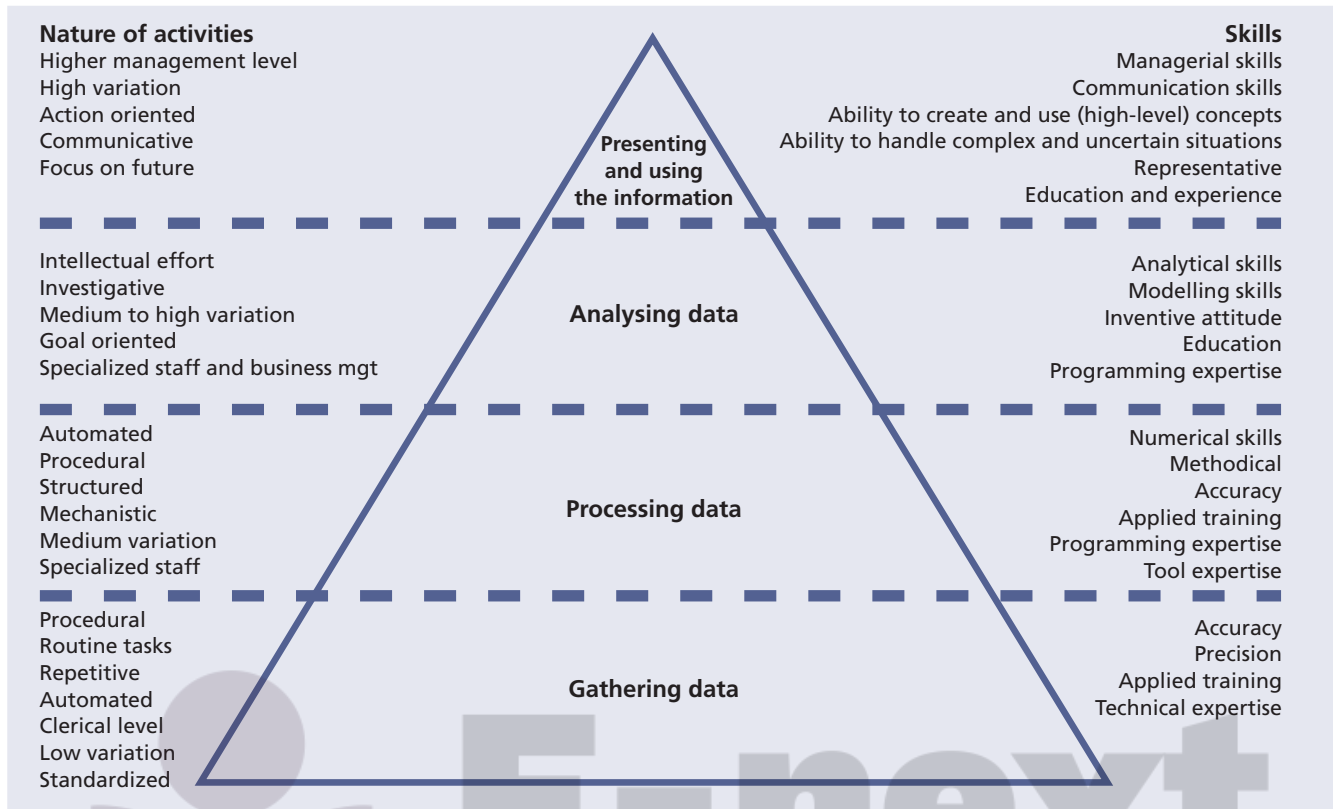 Nature of activities
Higher management level
High variation
Action oriented
Communicative
Focus on future
Presenting
and using
the information
Skills
Managerial skills
Communication skills
Ability to create and use (high-level) concepts
Ability to handle complex and uncertain situations
Representative
Education and experience
Intellectual effort
Investigative
Medium to high variation
Goal oriented
Specialized staff and business mgt
Analysing data
Analytical skills
Modelling skills
Inventive attitude
Education
Programming expertise
Automated
Procedural
Structured
Mechanistic
Medium variation
Specialized staff
Processing data
Numerical skills
Methodical
Accuracy
Applied training
Programming expertise
Tool expertise
Procedural
Routine tasks
Repetitive
Automated
Clerical level
Low variation
Standardized
Gathering data
Accuracy
Precision
Applied training
Technical expertise
E-next